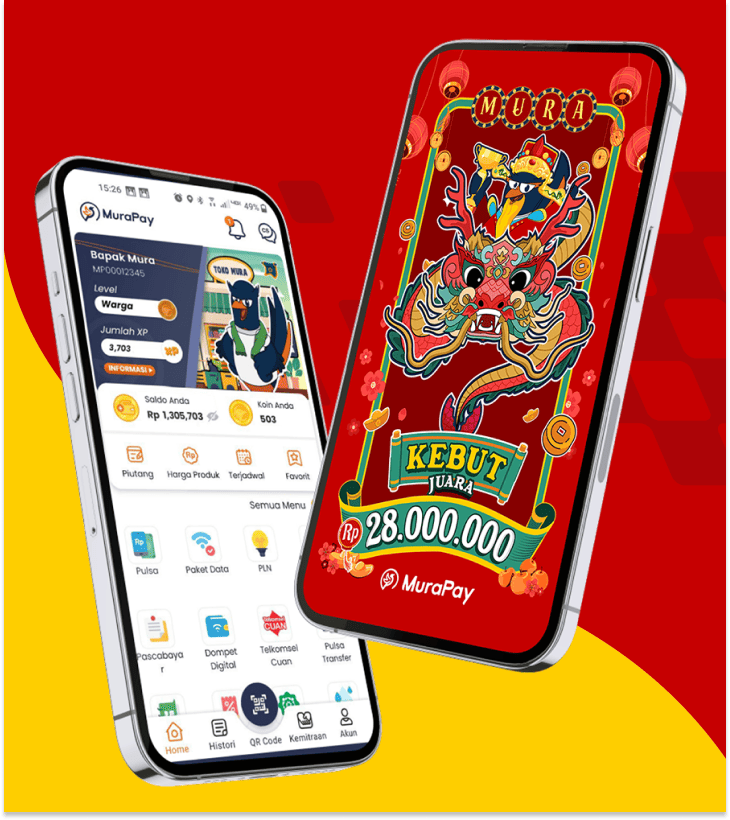 15:26
49%
MuraPay
CS
Bapak Mura
MP00012345
Level
Warga
Jumlah XP
3,703
XP
INFORMASI
TOKO MURA
Saldo Anda
Rp 1,305,703
Koin Anda
503
Piutang
Harga Produk
Terjadwal
Favorit
Semua Menu
Pulsa
Paket Data
PLN
Pascabaya
r
Dompet
Digital
Telkomsel
Cuan
Pulsa
Transfer
Home
Histori
QR Code
Kemitraan
Akun
MURA
KEBUT
JUARA
Rp
28.000.000
MuraPay